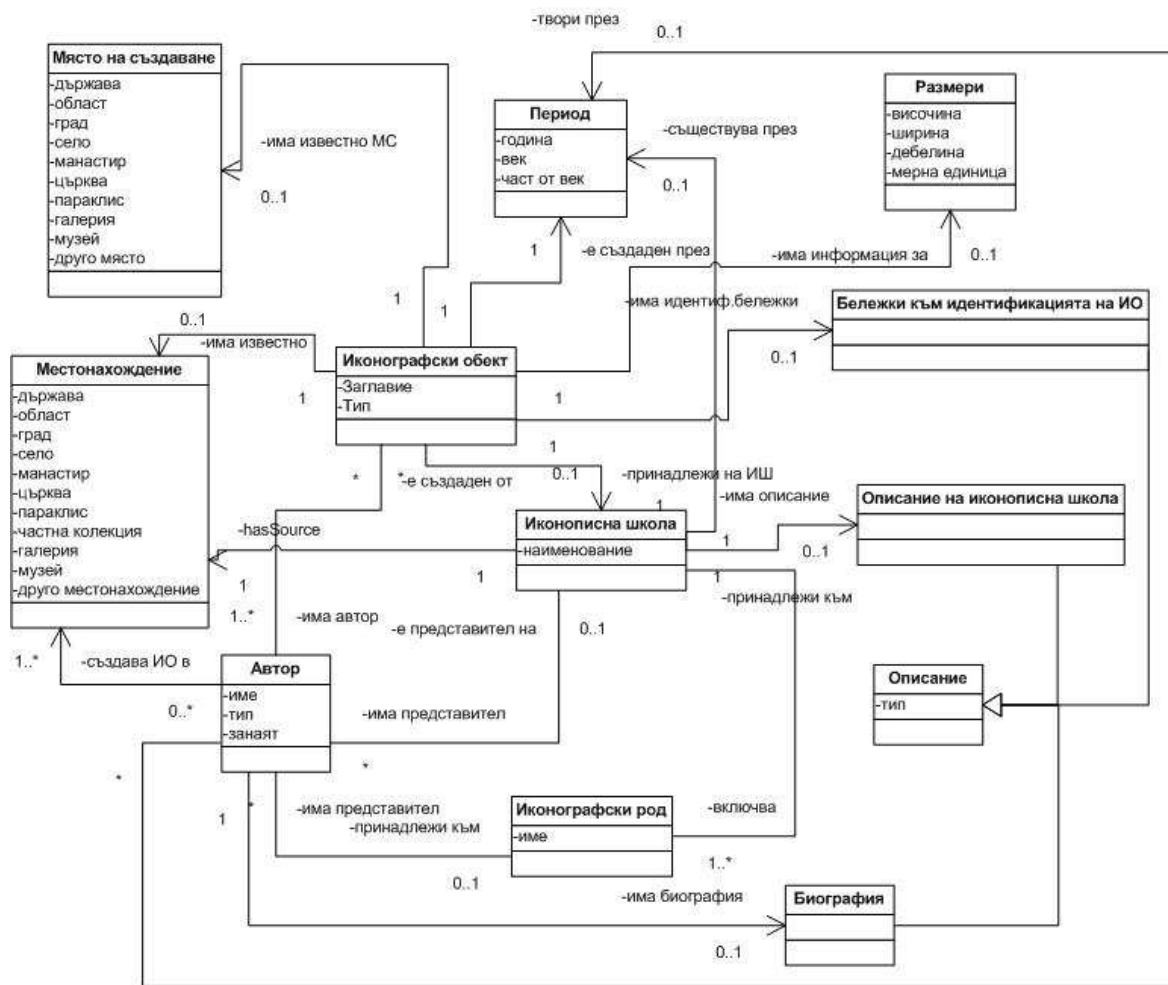 -твори през
0..1
Място на създаване
-държава
-област
-град
-село
-манастир
-църква
-параклис
-галерия
-музей
-друго място
-има известно МС
0..1
Период
-година
-век
-част от век
-съществува през
0..1
Размери
-височина
-ширина
-дебелина
-мерна единица
1
-е създаден през
-има информация за
0..1
1
1
-има идентиф.бележки
Бележки към идентификацията на ИО
0..1
0..1
-има известно
1
Иконографски обект
-Заглавие
-Тип
1
1
Местонахождение
-държава
-област
-град
-село
-манастир
-църква
-параклис
-частна колекция
-галерия
-музей
-друго местонахождение
*
*
-е създаден от
0..1
-принадлежи на ИШ
1
-има описание
Описание на иконописна школа
-hasSource
Иконописна школа
-наименование
1
0..1
1
1
1
-принадлежи към
1..*
-има автор
-е представител на
0..1
1..*
-създава ИО в
0..*
Автор
-име
-тип
-занаят
-има представител
*
Описание
-тип
*
1
*
-има представител
-принадлежи към
0..1
Иконографски род
-име
-включва
1..*
-има биография
0..1
Биография